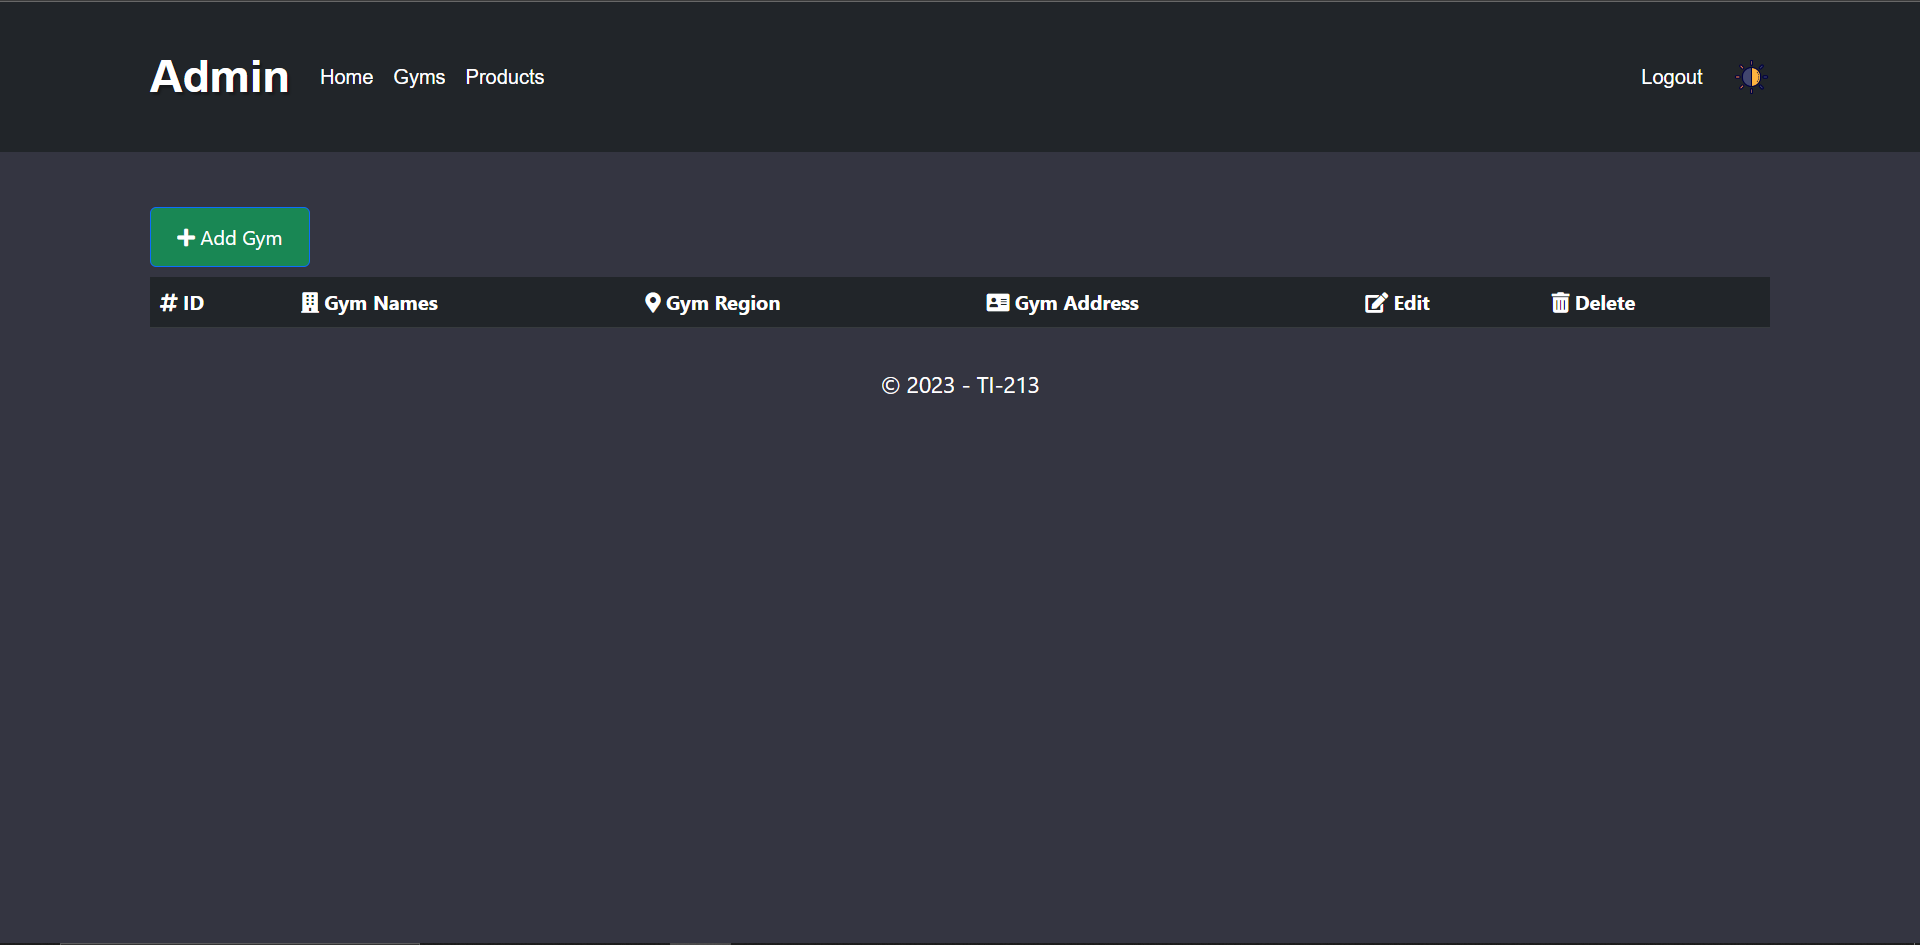 Admin Home Gyms Products Logout
Add Gym
# ID Gym Names Gym Region Gym Address Edit Delete
© 2023 - TI-213